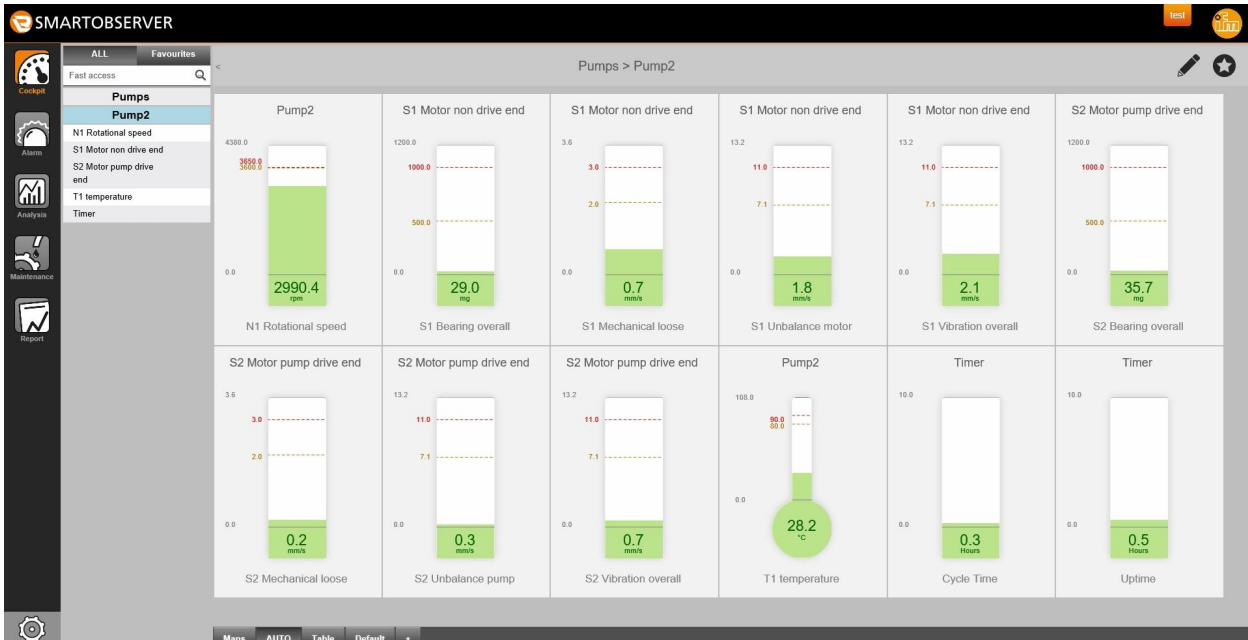 SMARTOBSERVER
test
ifm
Cockpit
Alarm
Analysis
Maintenance
Report
ALL Favourites
Fast access
Pumps
Pump2
N1 Rotational speed
S1 Motor non drive end
S2 Motor pump drive
end
T1 temperature
Timer
< Pumps > Pump2
Pump2
4380.0
3650.0
3600.0
0.0
2990.4
rpm
N1 Rotational speed
S1 Motor non drive end
1200.0
1000.0
500.0
0.0
29.0
mg
S1 Bearing overall
S1 Motor non drive end
3.6
3.0
2.0
0.0
0.7
mm/s
S1 Mechanical loose
S1 Motor non drive end
13.2
11.0
7.1
0.0
1.8
mm/s
S1 Unbalance motor
S1 Motor non drive end
13.2
11.0
7.1
0.0
2.1
mm/s
S1 Vibration overall
S2 Motor pump drive end
1200.0
1000.0
500.0
0.0
35.7
mg
S2 Bearing overall
S2 Motor pump drive end
3.6
3.0
2.0
0.0
0.2
mm/s
S2 Mechanical loose
S2 Motor pump drive end
13.2
11.0
7.1
0.0
0.3
mm/s
S2 Unbalance pump
S2 Motor pump drive end
13.2
11.0
7.1
0.0
0.7
mm/s
S2 Vibration overall
Pump2
108.0
90.0
80.0
0.0
28.2
°C
T1 temperature
Timer
10.0
0.0
0.3
Hours
Cycle Time
Timer
10.0
0.0
0.5
Hours
Uptime
Maps AUTO Table Default +